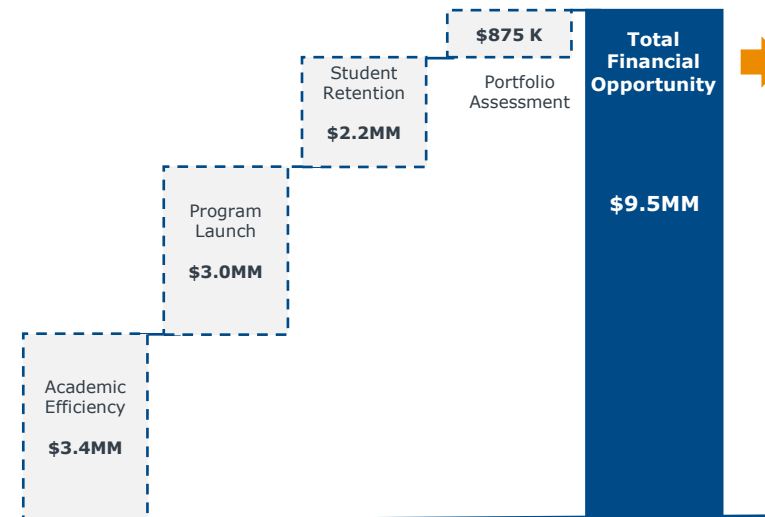 Academic
Efficiency
$3.4MM
Program
Launch
$3.0MM
Student
Retention
$2.2MM
$875 K
Portfolio
Assessment
Total
Financial
Opportunity
$9.5MM